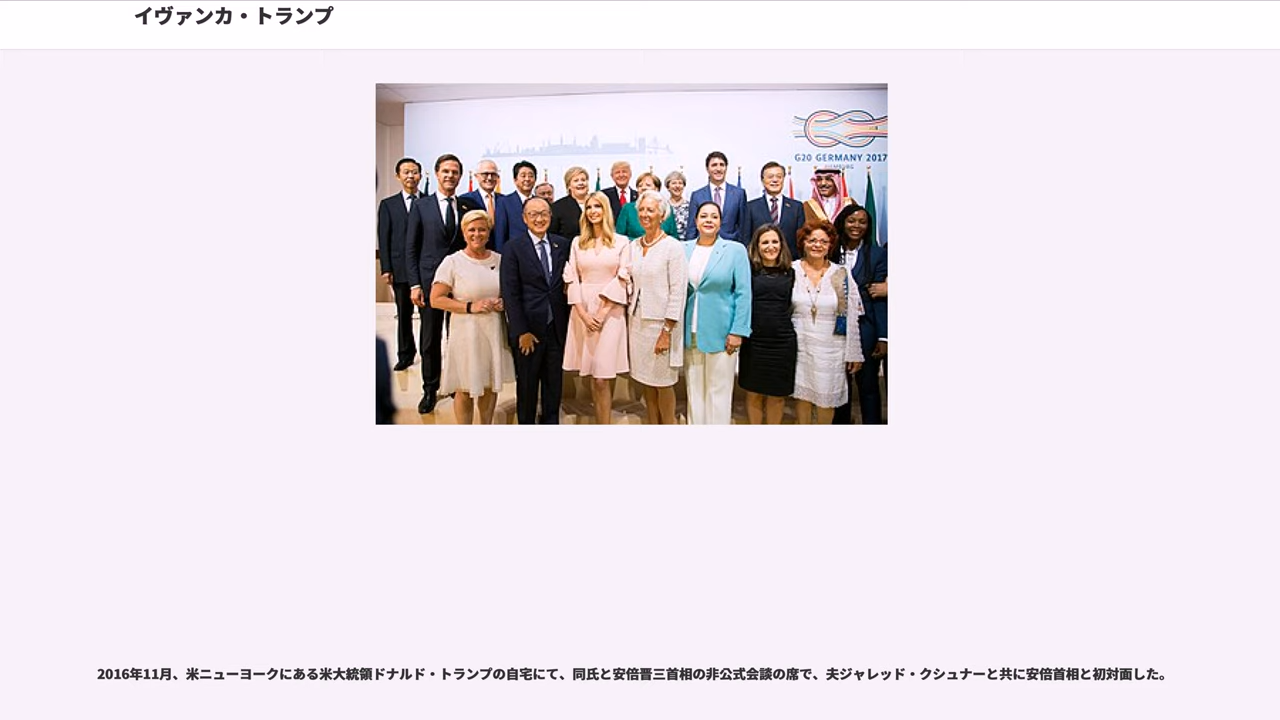 イヴァンカ・トランプ
G20 GERMANY 2017
HAMBURG
2016年11月、米ニューヨークにある米大統領ドナルド・トランプの自宅にて、同氏と安倍晋三首相の非公式会談の席で、夫ジャレッド・クシュナーと共に安倍首相と初対面した。